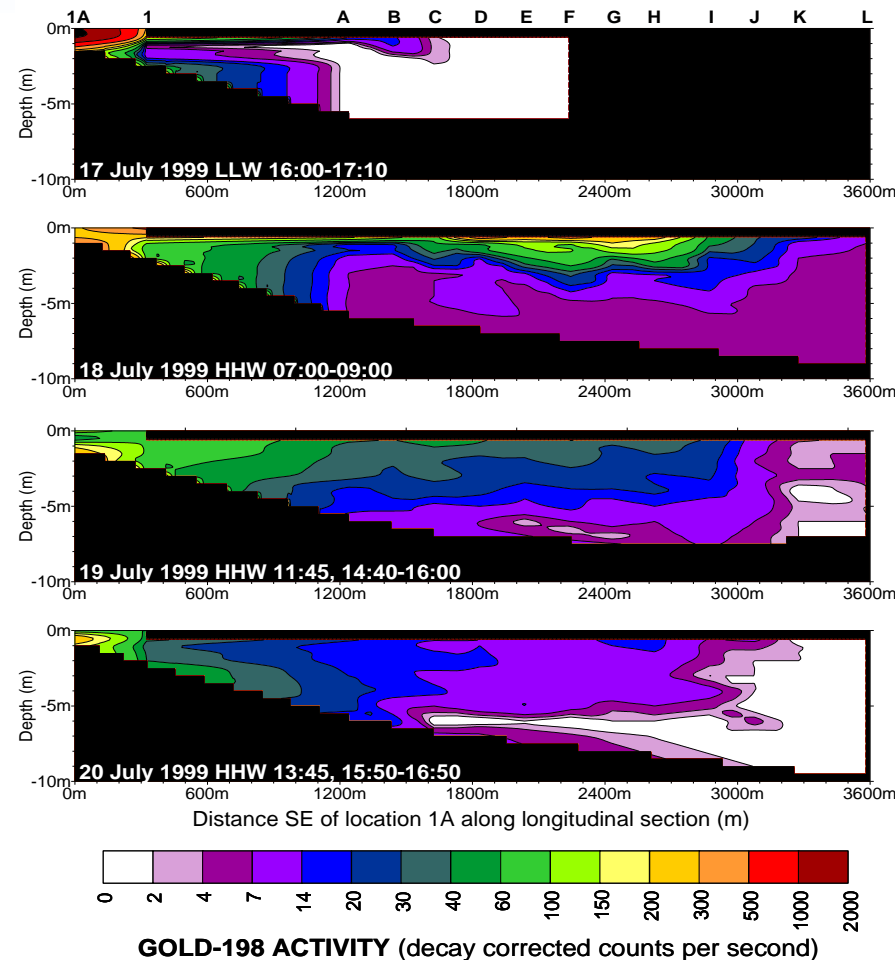 1A 1 A B C D E F G H I J K L
0m
Depth (m)
-5m
17 July 1999 LLW 16:00-17:10
-10m
0m 600m 1200m 1800m 2400m 3000m 3600m
0m
Depth (m)
-5m
18 July 1999 HHW 07:00-09:00
-10m
0m 600m 1200m 1800m 2400m 3000m 3600m
0m
Depth (m)
-5m
19 July 1999 HHW 11:45, 14:40-16:00
-10m
0m 600m 1200m 1800m 2400m 3000m 3600m
0m
Depth (m)
-5m
20 July 1999 HHW 13:45, 15:50-16:50
-10m
0m 600m 1200m 1800m 2400m 3000m 3600m
Distance SE of location 1A along longitudinal section (m)
0 2 4 7 14 20 30 40 60 100 150 200 300 500 1000 2000
GOLD-198 ACTIVITY (decay corrected counts per second)